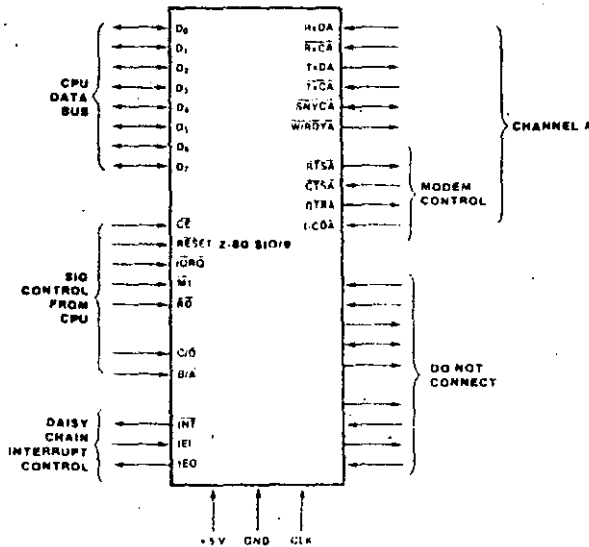 CPU
DATA
BUS
D0
D1
D2
D3
D4
D5
D6
D7
RxDA
RxCA
TxDA
TxCA
SNYCA
W/RDYA
CHANNEL A
RTSA
CTSA
DTRA
DCDA
MODEM
CONTROL
SIO
CONTROL
FROM
CPU
CE
RESET Z-80 SIO/9
IORQ
M1
RD
C/D
B/A
DO NOT
CONNECT
DAISY
CHAIN
INTERRUPT
CONTROL
INT
IEI
IEO
+5V GND CLK